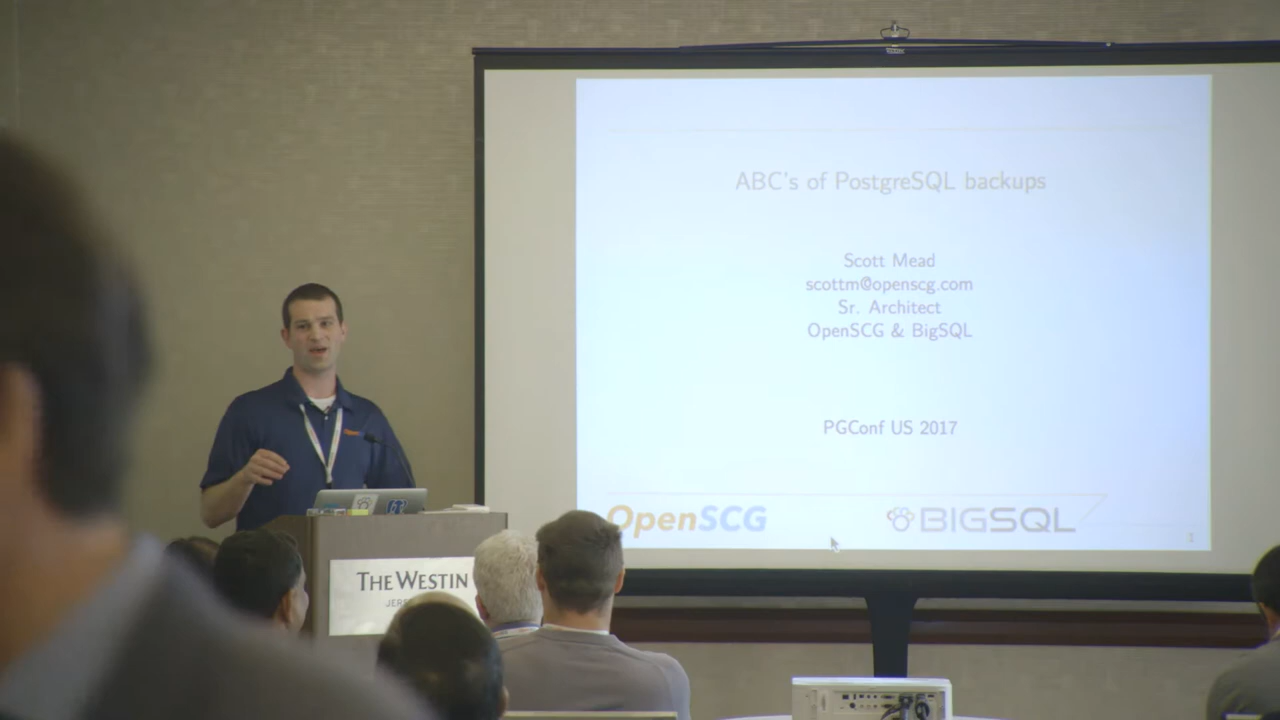 ABC's of PostgreSQL backups
Scott Mead
scottm@openscg.com
Sr. Architect
OpenSCG & BigSQL
PGConf US 2017
OpenSCG
BIGSQL
1
THE WESTIN